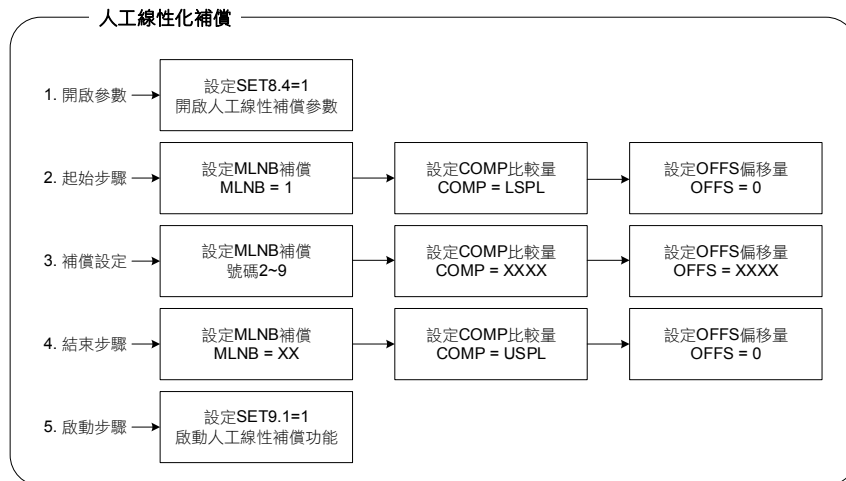 人工線性化補償
1. 開啟參數
設定SET8.4=1
開啟人工線性補償參數
2. 起始步驟
設定MLNB補償
MLNB = 1
設定COMP比較量
COMP = LSPL
設定OFFS偏移量
OFFS = 0
3. 補償設定
設定MLNB補償
號碼2~9
設定COMP比較量
COMP = XXXX
設定OFFS偏移量
OFFS = XXXX
4. 結束步驟
設定MLNB補償
MLNB = XX
設定COMP比較量
COMP = USPL
設定OFFS偏移量
OFFS = 0
5. 啟動步驟
設定SET9.1=1
啟動人工線性補償功能